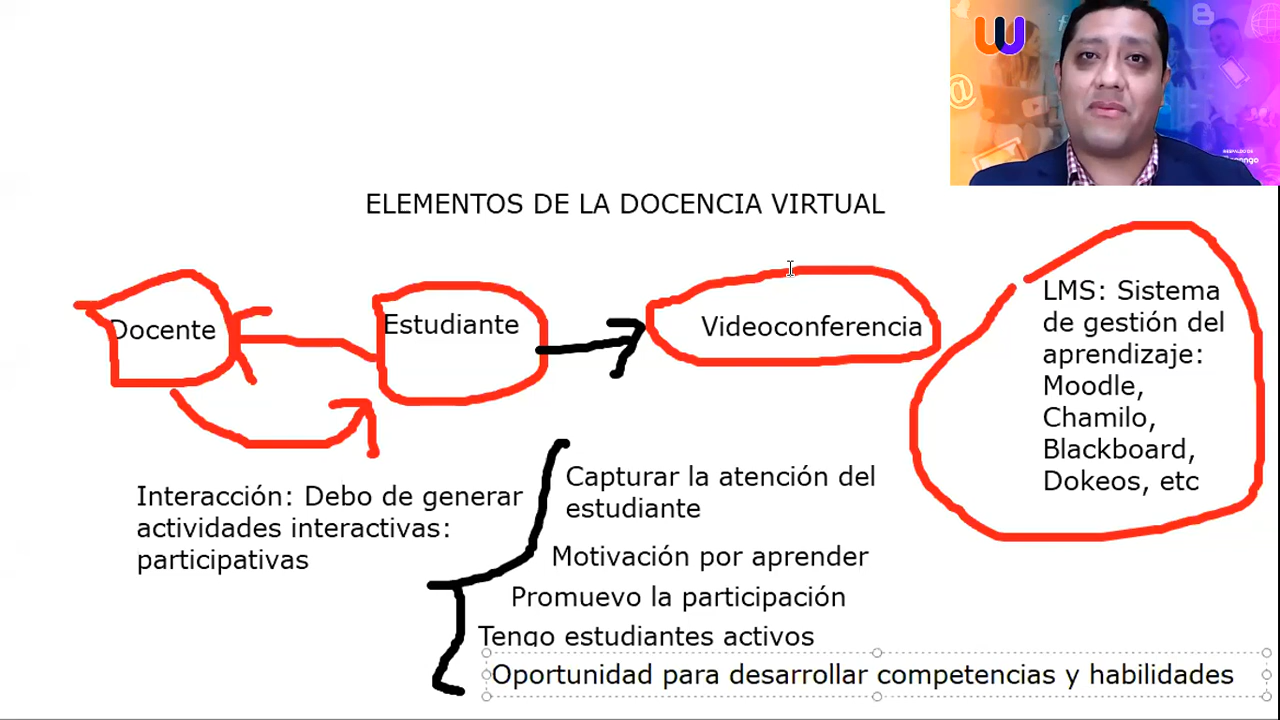 RESPALDO DE
ELEMENTOS DE LA DOCENCIA VIRTUAL
Docente
Estudiante
Videoconferencia
LMS: Sistema
de gestión del
aprendizaje:
Moodle,
Chamilo,
Blackboard,
Dokeos, etc
Interacción: Debo de generar
actividades interactivas:
participativas
Capturar la atención del
estudiante
Motivación por aprender
Promuevo la participación
Tengo estudiantes activos
Oportunidad para desarrollar competencias y habilidades